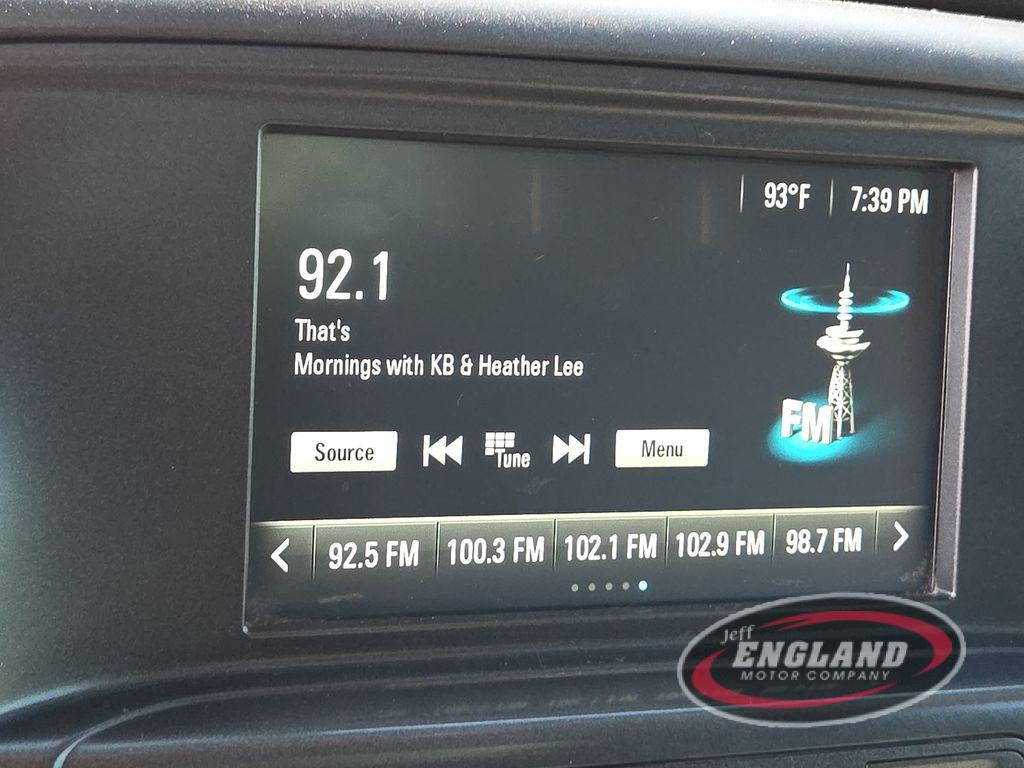 93°F 7:39 PM
92.1
That's
Mornings with KB & Heather Lee
FM
Source Tune Menu
92.5 FM 100.3 FM 102.1 FM 102.9 FM 98.7 FM
Jeff
ENGLAND
MOTOR COMPANY